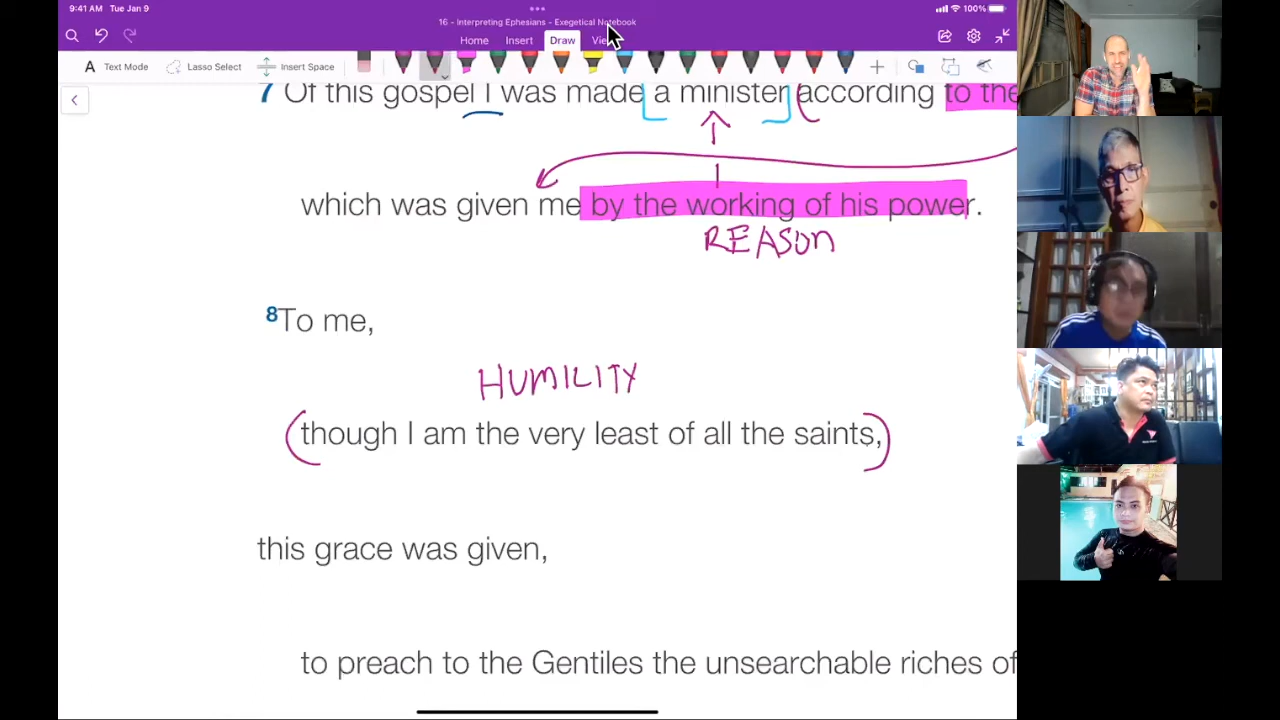 9:41 AM Tue Jan 9
100%
16 - Interpreting Ephesians - Exegetical Notebook
Home Insert Draw
A Text Mode Lasso Select Insert Space
7 Of this gospel I was made [a minister] (according to the
which was given me by the working of his power.
REASON
8 To me,
HUMILITY
(though I am the very least of all the saints,)
this grace was given,
to preach to the Gentiles the unsearchable riches of